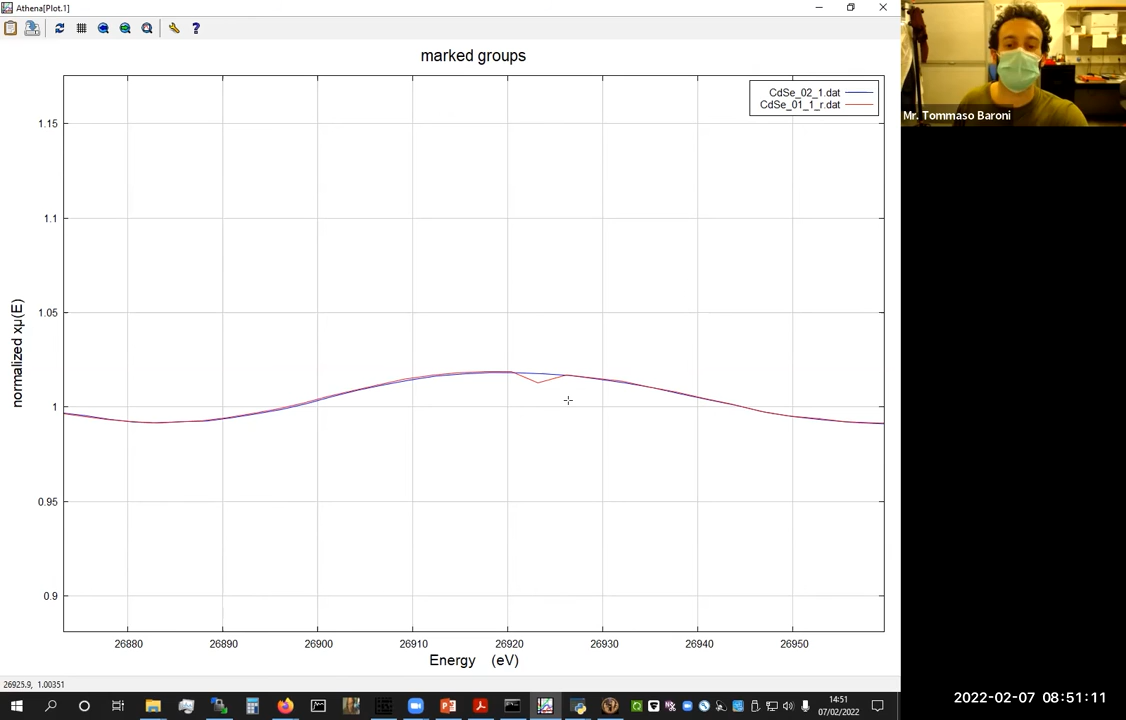 Athena[Plot.1]
marked groups
CdSe_02_1.dat
CdSe_01_1_r.dat
Mr. Tommaso Baroni
1.15
1.1
1.05
1
0.95
0.9
normalized xμ(E)
26880
26890
26900
26910
26920
26930
26940
26950
Energy (eV)
26925.9, 1.00351
14:51
07/02/2022
2022-02-07 08:51:11